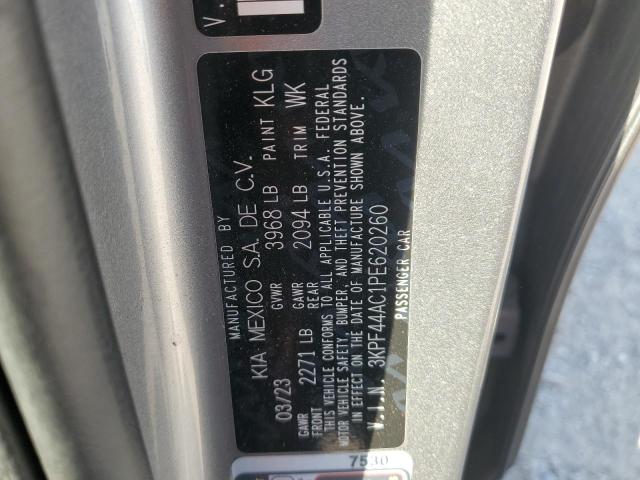 MANUFACTURED BY
KIA MEXICO S.A. DE C.V.
03/23 GVWR 3968 LB PAINT KLG
GAWR FRONT 2271 LB GAWR REAR 2094 LB TRIM WK
THIS VEHICLE CONFORMS TO ALL APPLICABLE U.S.A. FEDERAL
MOTOR VEHICLE SAFETY, BUMPER, AND THEFT PREVENTION STANDARDS
IN EFFECT ON THE DATE OF MANUFACTURE SHOWN ABOVE.
V.I.N. 3KPF44AC1PE620260
PASSENGER CAR
7530
V.